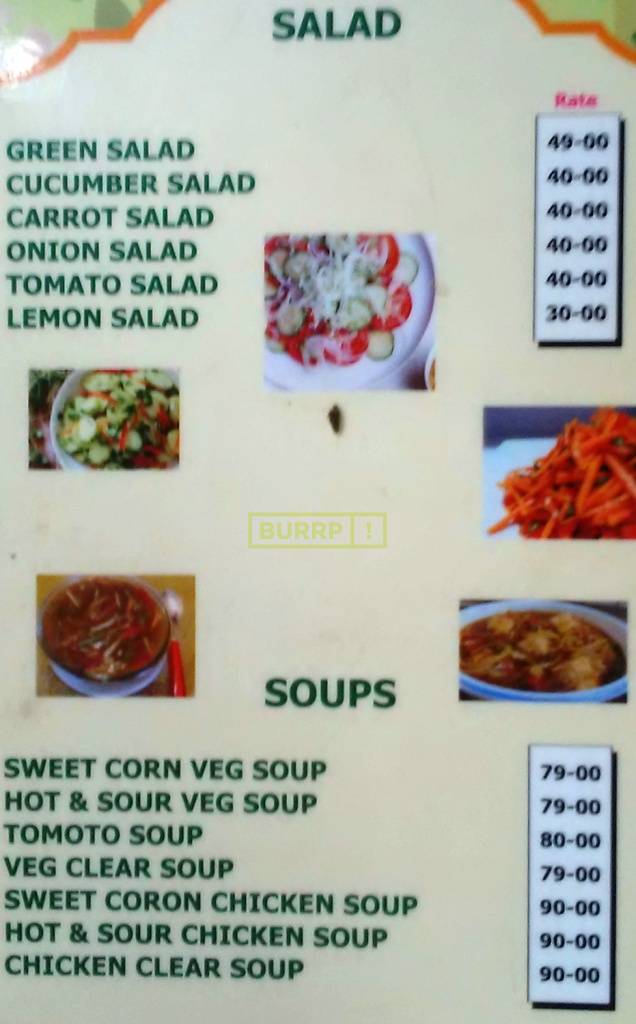 SALAD
Rate
GREEN SALAD 49-00
CUCUMBER SALAD 40-00
CARROT SALAD 40-00
ONION SALAD 40-00
TOMATO SALAD 40-00
LEMON SALAD 30-00
BURRP!
SOUPS
SWEET CORN VEG SOUP 79-00
HOT & SOUR VEG SOUP 79-00
TOMOTO SOUP 80-00
VEG CLEAR SOUP 79-00
SWEET CORON CHICKEN SOUP 90-00
HOT & SOUR CHICKEN SOUP 90-00
CHICKEN CLEAR SOUP 90-00